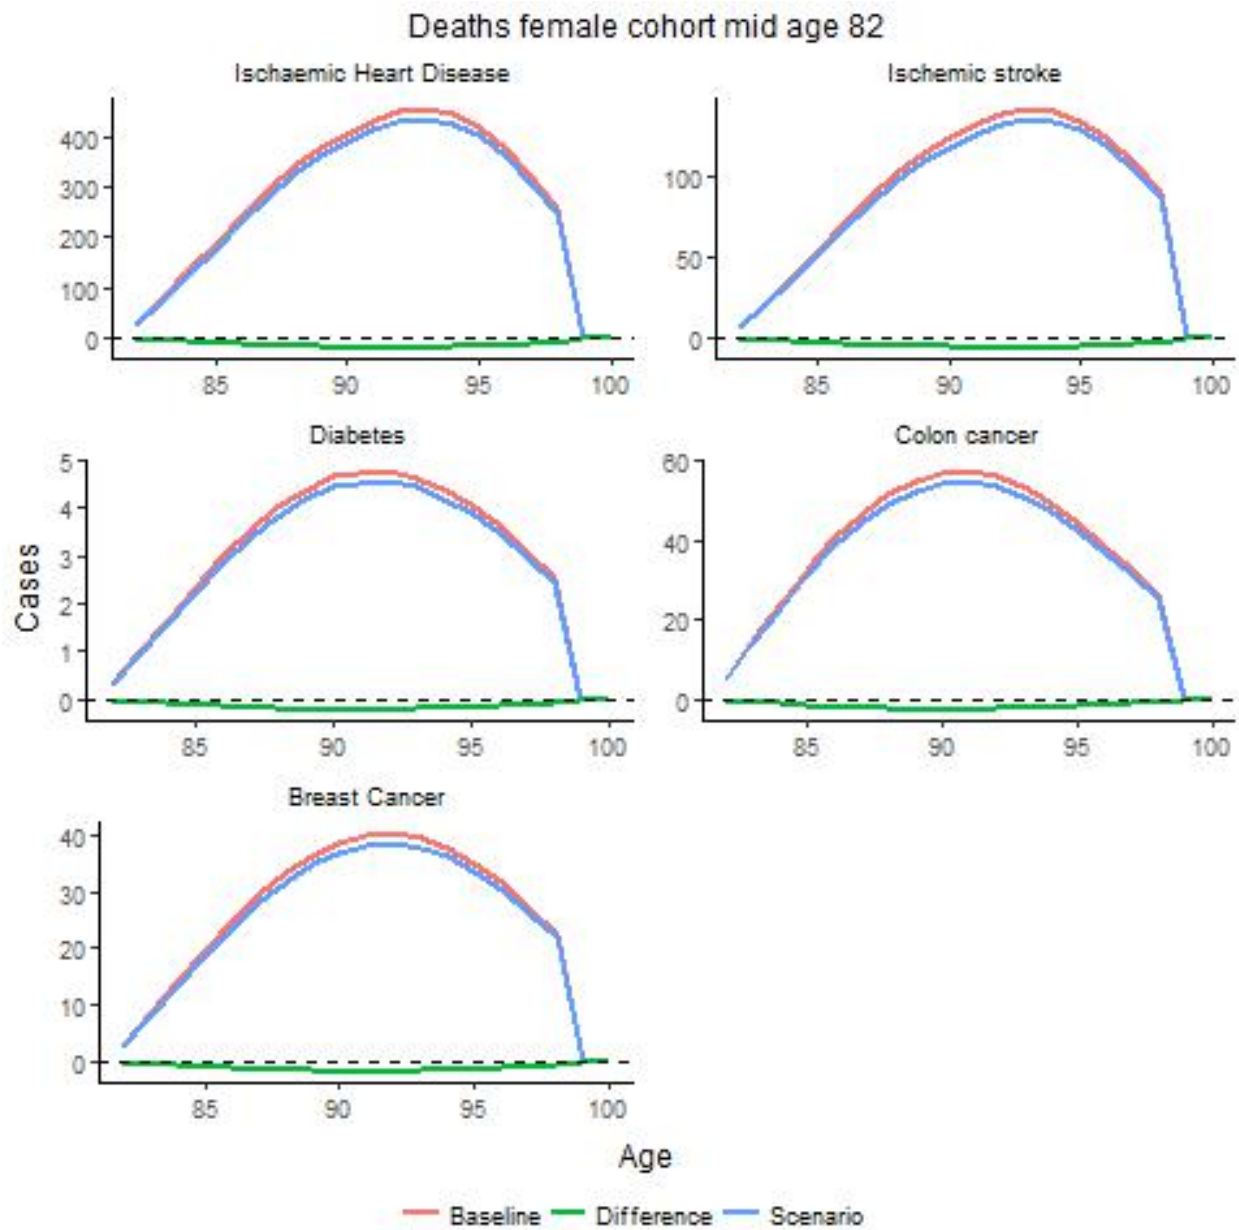 Deaths female cohort mid age 82
Ischaemic Heart Disease
400
300
200
100
0
85 90 95 100
Ischemic stroke
100
50
0
85 90 95 100
Diabetes
5
4
3
2
1
0
85 90 95 100
Colon cancer
60
40
20
0
85 90 95 100
Cases
Breast Cancer
40
30
20
10
0
85 90 95 100
Age
Baseline Difference Scenario